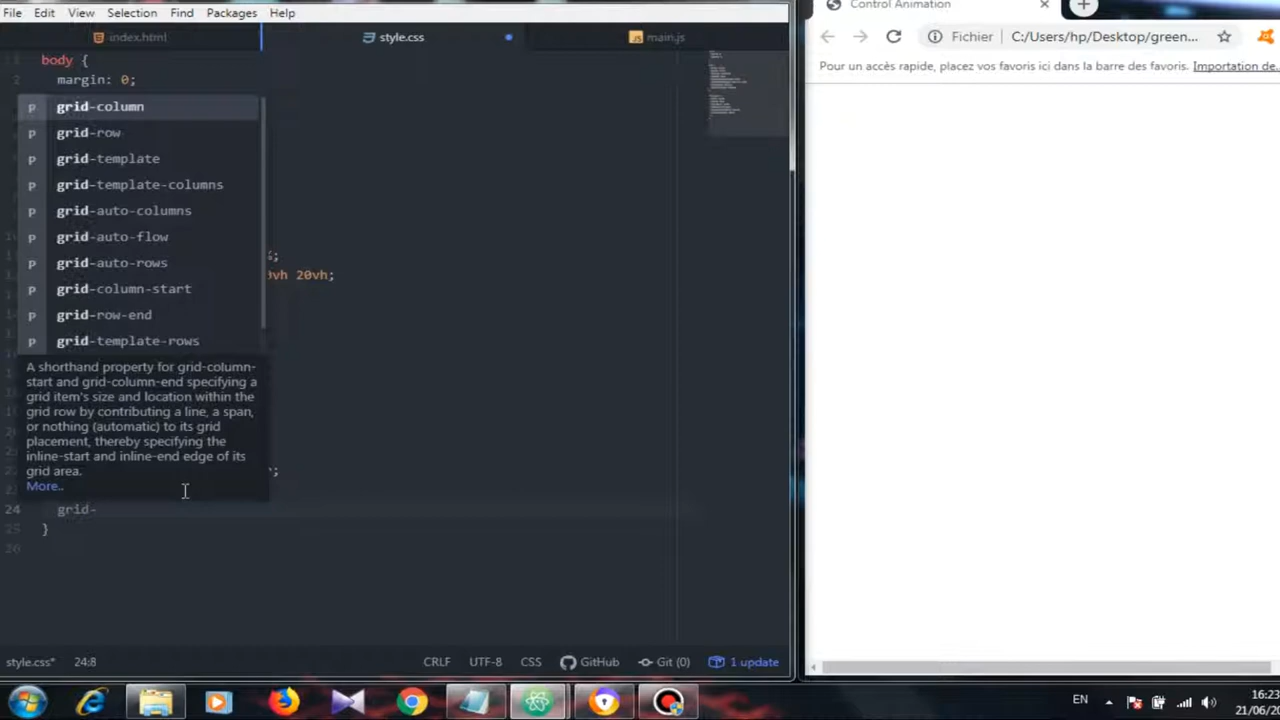 File Edit View Selection Find Packages Help
index.html style.css main.js
body {
margin: 0;
p grid-column
p grid-row
p grid-template
p grid-template-columns
p grid-auto-columns
p grid-auto-flow
p grid-auto-rows
p grid-column-start
p grid-row-end
p grid-template-rows
vh 20vh;
A shorthand property for grid-column-
start and grid-column-end specifying a
grid item's size and location within the
grid row by contributing a line, a span,
or nothing (automatic) to its grid
placement, thereby specifying the
inline-start and inline-end edge of its
grid area.
More..
24 grid-
}
style.css* 24:8 CRLF UTF-8 CSS GitHub Git (0) 1 update
Control Animation
Fichier C:/Users/hp/Desktop/green...
Pour un accès rapide, placez vos favoris ici dans la barre des favoris. Importation de...
EN 16:23
21/06/20